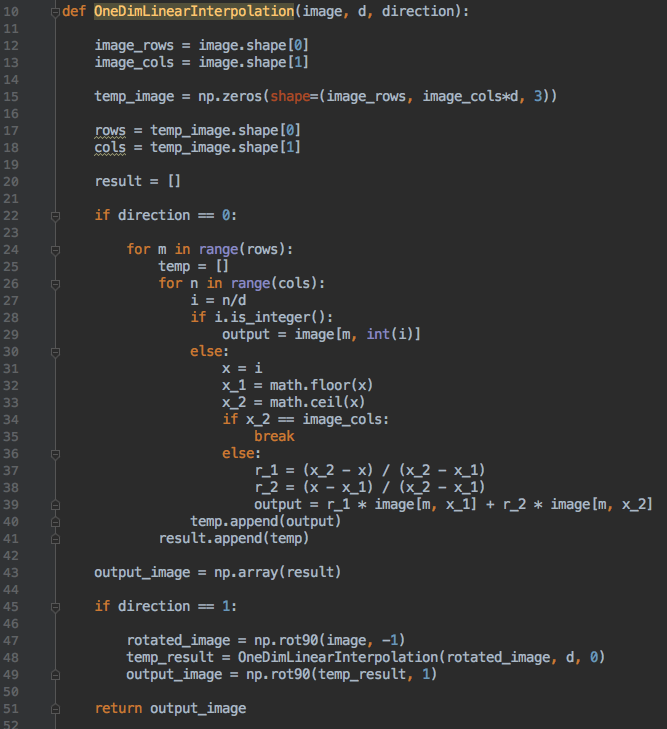 10 def OneDimLinearInterpolation(image, d, direction):
11
12     image_rows = image.shape[0]
13     image_cols = image.shape[1]
14
15     temp_image = np.zeros(shape=(image_rows, image_cols*d, 3))
16
17     rows = temp_image.shape[0]
18     cols = temp_image.shape[1]
19
20     result = []
21
22     if direction == 0:
23
24         for m in range(rows):
25             temp = []
26             for n in range(cols):
27                 i = n/d
28                 if i.is_integer():
29                     output = image[m, int(i)]
30                 else:
31                     x = i
32                     x_1 = math.floor(x)
33                     x_2 = math.ceil(x)
34                     if x_2 == image_cols:
35                         break
36                     else:
37                         r_1 = (x_2 - x) / (x_2 - x_1)
38                         r_2 = (x - x_1) / (x_2 - x_1)
39                         output = r_1 * image[m, x_1] + r_2 * image[m, x_2]
40                 temp.append(output)
41             result.append(temp)
42
43     output_image = np.array(result)
44
45     if direction == 1:
46
47         rotated_image = np.rot90(image, -1)
48         temp_result = OneDimLinearInterpolation(rotated_image, d, 0)
49         output_image = np.rot90(temp_result, 1)
50
51     return output_image
52